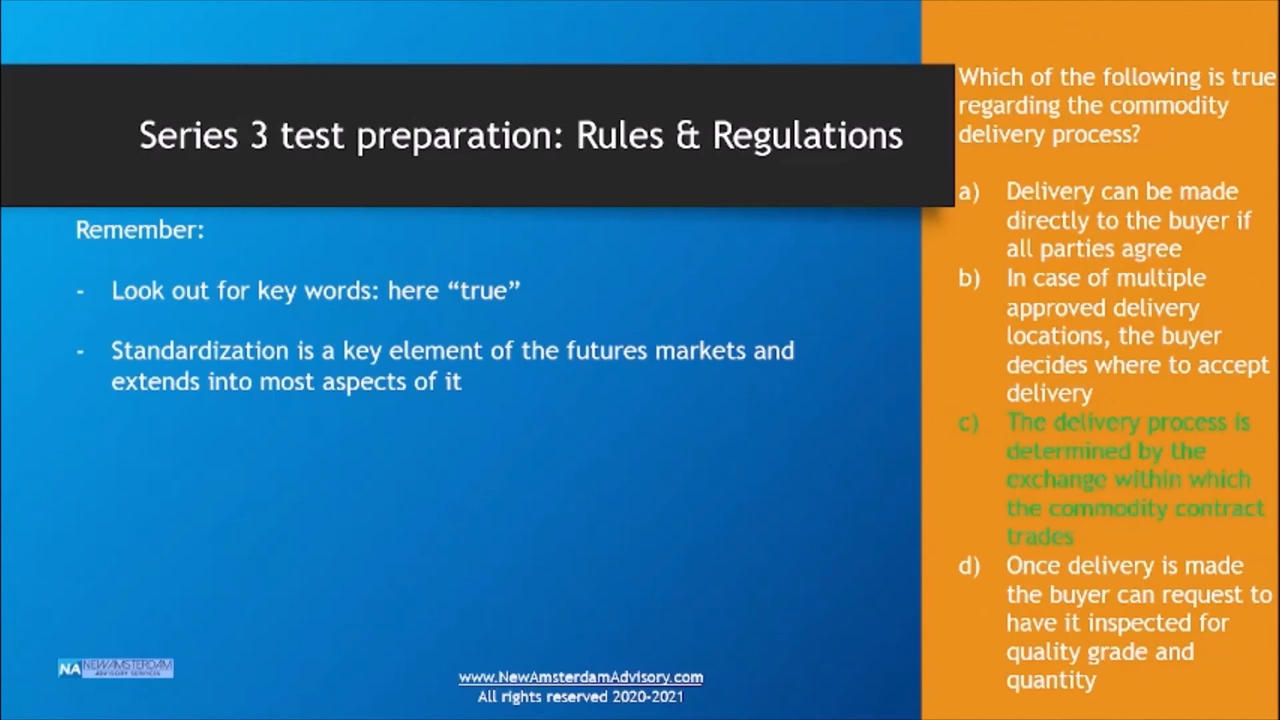 Series 3 test preparation: Rules & Regulations
Remember:
- Look out for key words: here “true”
- Standardization is a key element of the futures markets and
extends into most aspects of it
Which of the following is true
regarding the commodity
delivery process?
a) Delivery can be made
directly to the buyer if
all parties agree
b) In case of multiple
approved delivery
locations, the buyer
decides where to accept
delivery
c) The delivery process is
determined by the
exchange within which
the commodity contract
trades
d) Once delivery is made
the buyer can request to
have it inspected for
quality grade and
quantity
NA NEW AMSTERDAM
ADVISORY SERVICES
www.NewAmsterdamAdvisory.com
All rights reserved 2020-2021